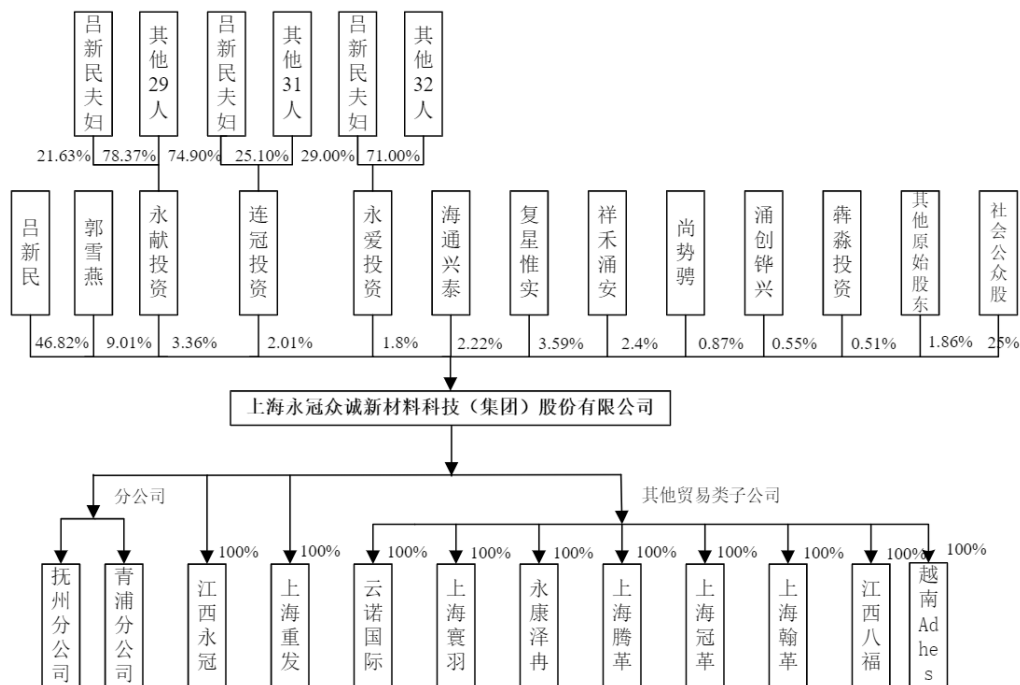 吕新民夫妇
其他29人
吕新民夫妇
其他31人
吕新民夫妇
其他32人
21.63%
78.37%
74.90%
25.10%
29.00%
71.00%
吕新民
郭雪燕
永献投资
连冠投资
永爱投资
海通兴泰
复星惟实
祥禾涌安
尚势骋
涌创铧兴
犇淼投资
其他原始股东
社会公众股
46.82%
9.01%
3.36%
2.01%
1.8%
2.22%
3.59%
2.4%
0.87%
0.55%
0.51%
1.86%
25%
上海永冠众诚新材料科技（集团）股份有限公司
分公司
其他贸易类子公司
100%
100%
100%
100%
100%
100%
100%
100%
100%
100%
抚州分公司
青浦分公司
江西永冠
上海重发
云诺国际
上海寰羽
永康泽冉
上海腾革
上海冠革
上海翰革
江西八福
越南Adhes